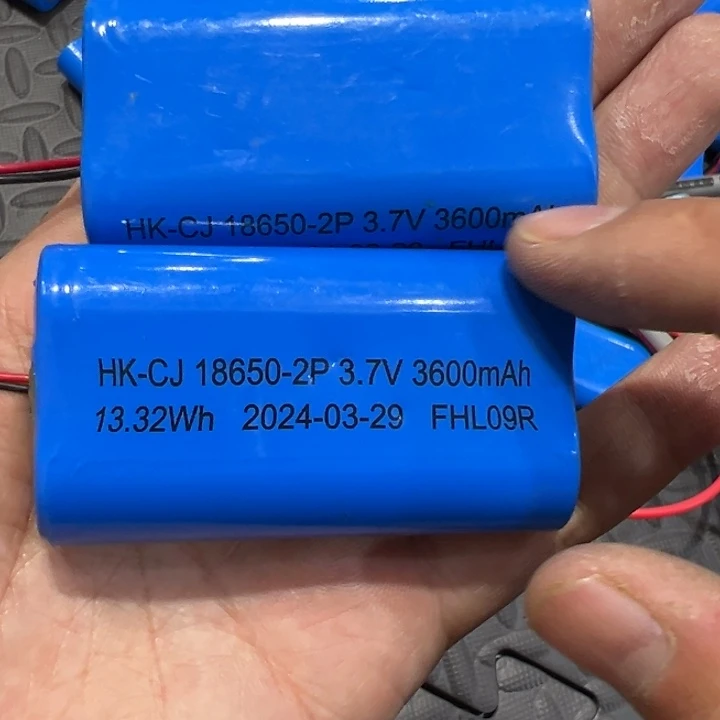 HK-CJ 18650-2P 3.7V 3600mAh
HK-CJ 18650-2P 3.7V 3600mAh
13.32Wh 2024-03-29 FHL09R